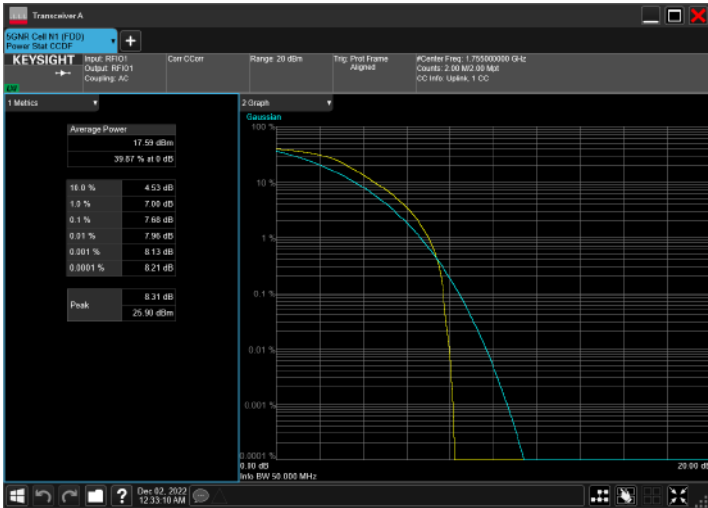 Transceiver A
5GNR Cell N1 (FDD)
Power Stat CCDF
KEYSIGHT
Input: RFIO1
Output: RFIO1
Coupling: AC
Corr CCorr
Range: 20 dBm
Trig: Prot Frame
Aligned
#Center Freq: 1.755000000 GHz
Counts: 2.00 M/2.00 Mpt
CC Info: Uplink, 1 CC
1 Metrics
Average Power
17.59 dBm
39.87 % at 0 dB
10.0 % 4.53 dB
1.0 % 7.00 dB
0.1 % 7.68 dB
0.01 % 7.96 dB
0.001 % 8.13 dB
0.0001 % 8.21 dB
Peak
8.31 dB
25.90 dBm
2 Graph
Gaussian
100 %
10 %
1 %
0.1 %
0.01 %
0.001 %
0.0001 %
0.00 dB
20.00 dB
Info BW 50.000 MHz
?
Dec 02, 2022
12:33:10 AM